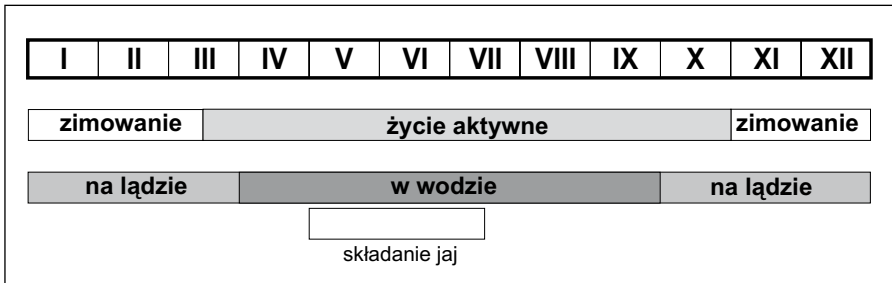 I II III IV V VI VII VIII IX X XI XII
zimowanie życie aktywne zimowanie
na lądzie w wodzie na lądzie
składanie jaj